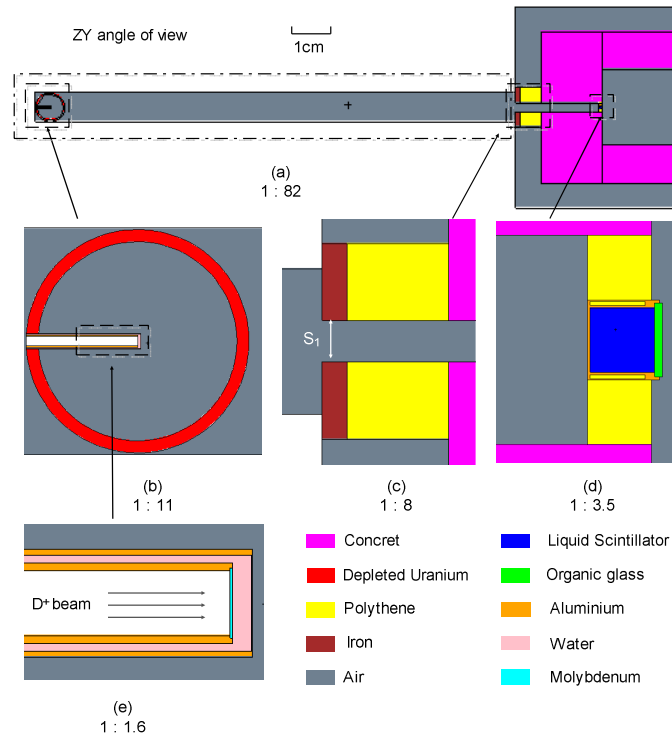 ZY angle of view
1cm
(a)
1 : 82
S1
(b)
1 : 11
(c)
1 : 8
(d)
1 : 3.5
D+ beam
(e)
1 : 1.6
Concret
Depleted Uranium
Polythene
Iron
Air
Liquid Scintillator
Organic glass
Aluminium
Water
Molybdenum